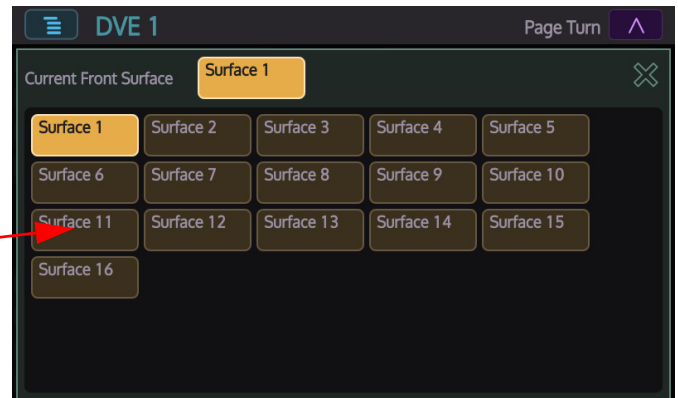 DVE 1 Page Turn
Current Front Surface Surface 1
Surface 1 Surface 2 Surface 3 Surface 4 Surface 5
Surface 6 Surface 7 Surface 8 Surface 9 Surface 10
Surface 11 Surface 12 Surface 13 Surface 14 Surface 15
Surface 16